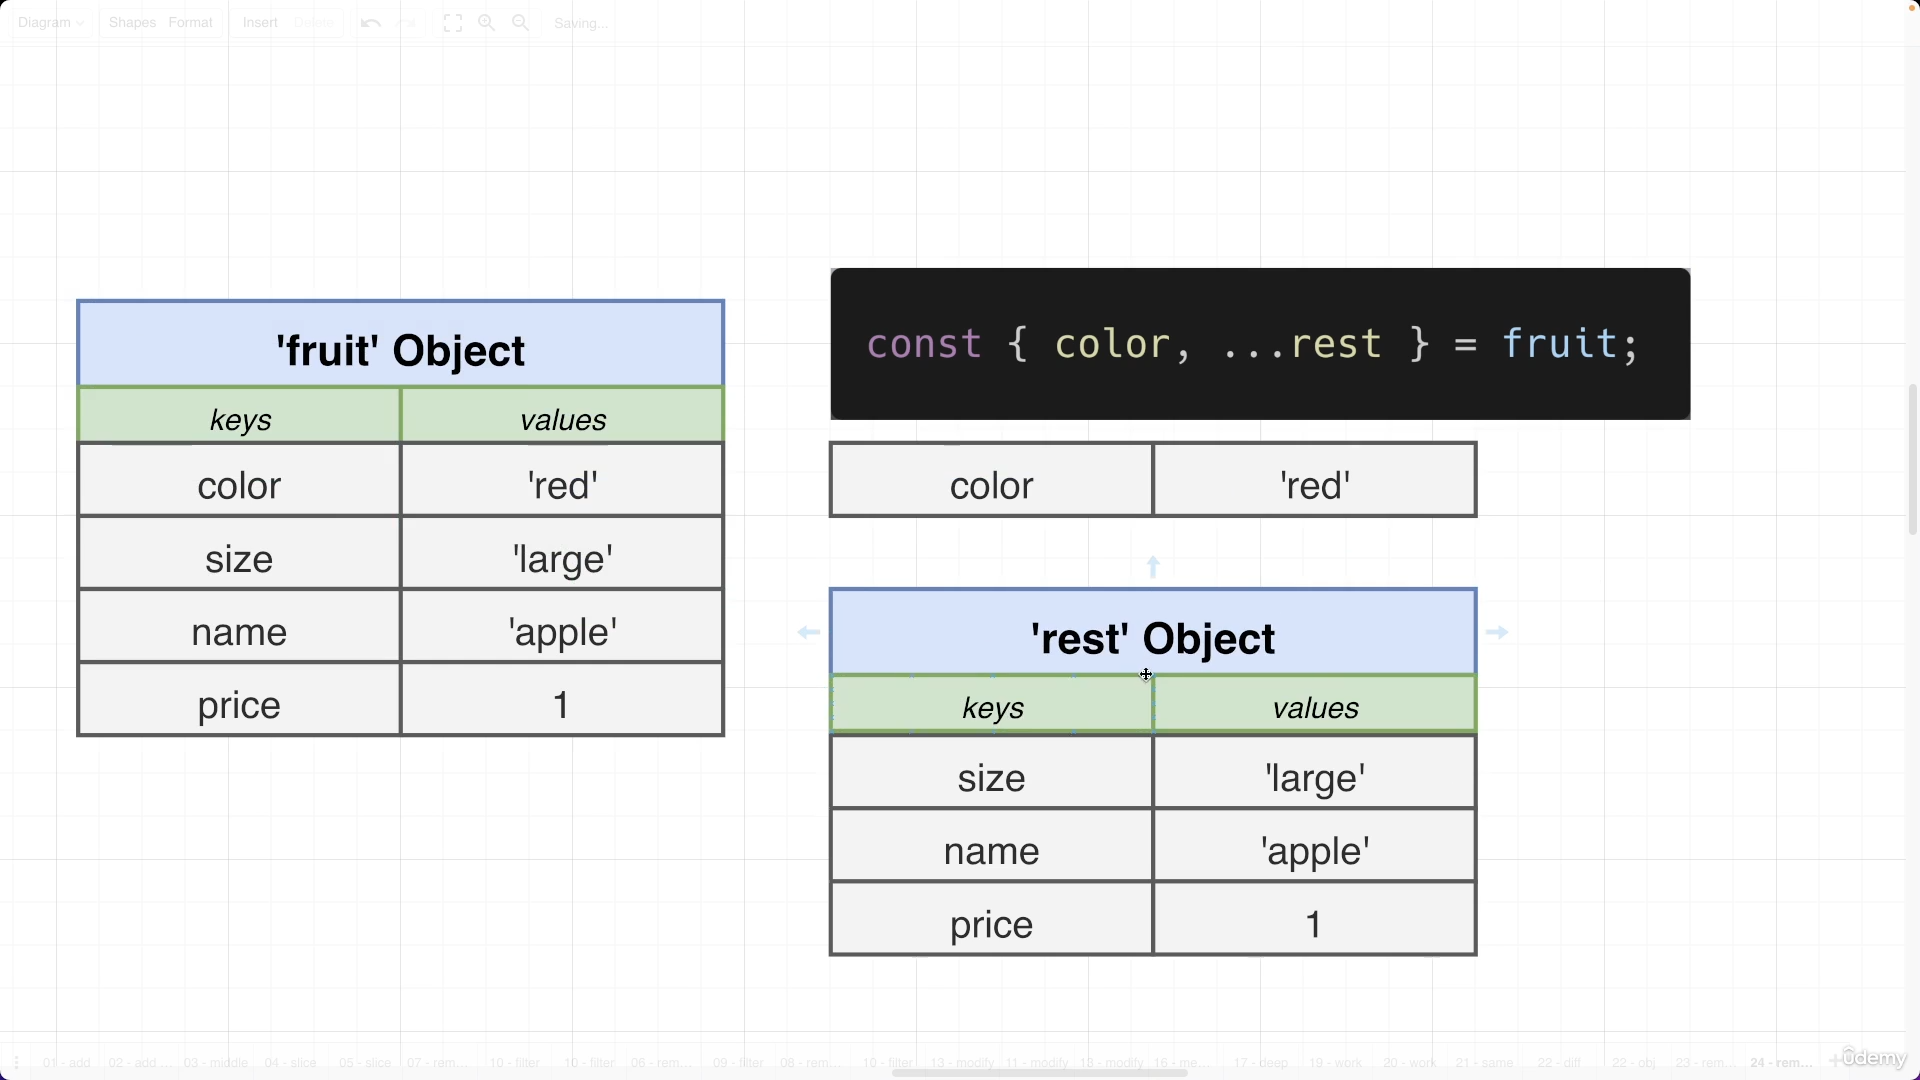 Diagram Shapes Format Insert Delete Saving...
'fruit' Object
keys values
color 'red'
size 'large'
name 'apple'
price 1
const { color, ...rest } = fruit;
color 'red'
'rest' Object
keys values
size 'large'
name 'apple'
price 1
01 - add 02 - add ... 03 - middle 04 - slice 05 - slice 07 - rem... 10 - filter 10 - filter 06 - rem... 09 - filter 08 - rem... 10 - filter 13 - modify 11 - modify 13 - modify 16 - me... 17 - deep 19 - work 20 - work 21 - same 22 - diff 22 - obj 23 - rem... 24 - rem...
ûdemy